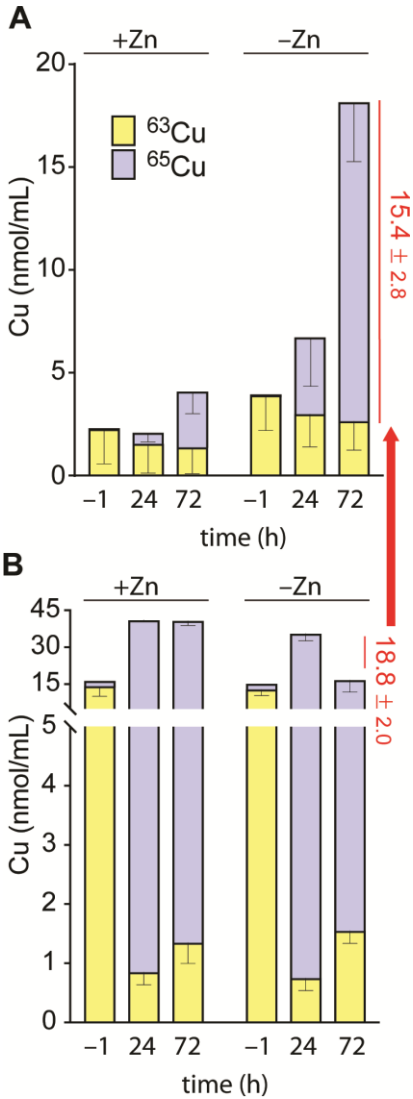 A
+Zn
–Zn
20
15
10
5
0
Cu (nmol/mL)
⁶³Cu
⁶⁵Cu
15.4 ± 2.8
–1 24 72 –1 24 72
time (h)
B
+Zn
–Zn
45
30
15
5
4
3
2
1
0
Cu (nmol/mL)
18.8 ± 2.0
–1 24 72 –1 24 72
time (h)